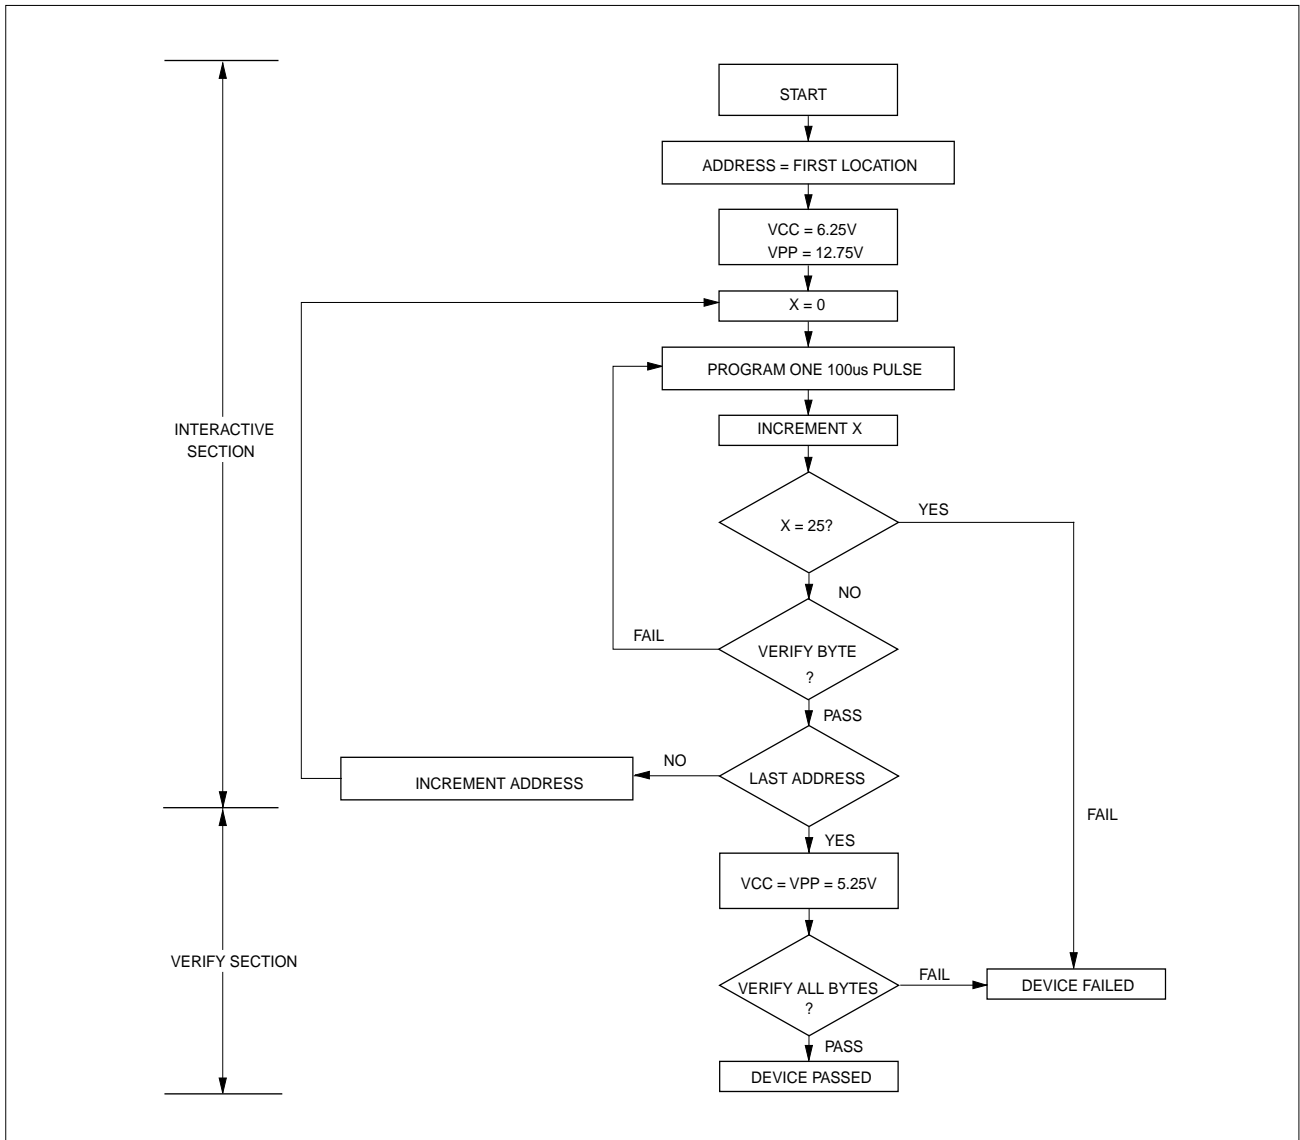 START
ADDRESS = FIRST LOCATION
VCC = 6.25V
VPP = 12.75V
X = 0
PROGRAM ONE 100us PULSE
INCREMENT X
INTERACTIVE
SECTION
X = 25?
YES
NO
FAIL
VERIFY BYTE
?
PASS
NO
LAST ADDRESS
INCREMENT ADDRESS
FAIL
YES
VCC = VPP = 5.25V
VERIFY SECTION
VERIFY ALL BYTES
?
FAIL
DEVICE FAILED
PASS
DEVICE PASSED